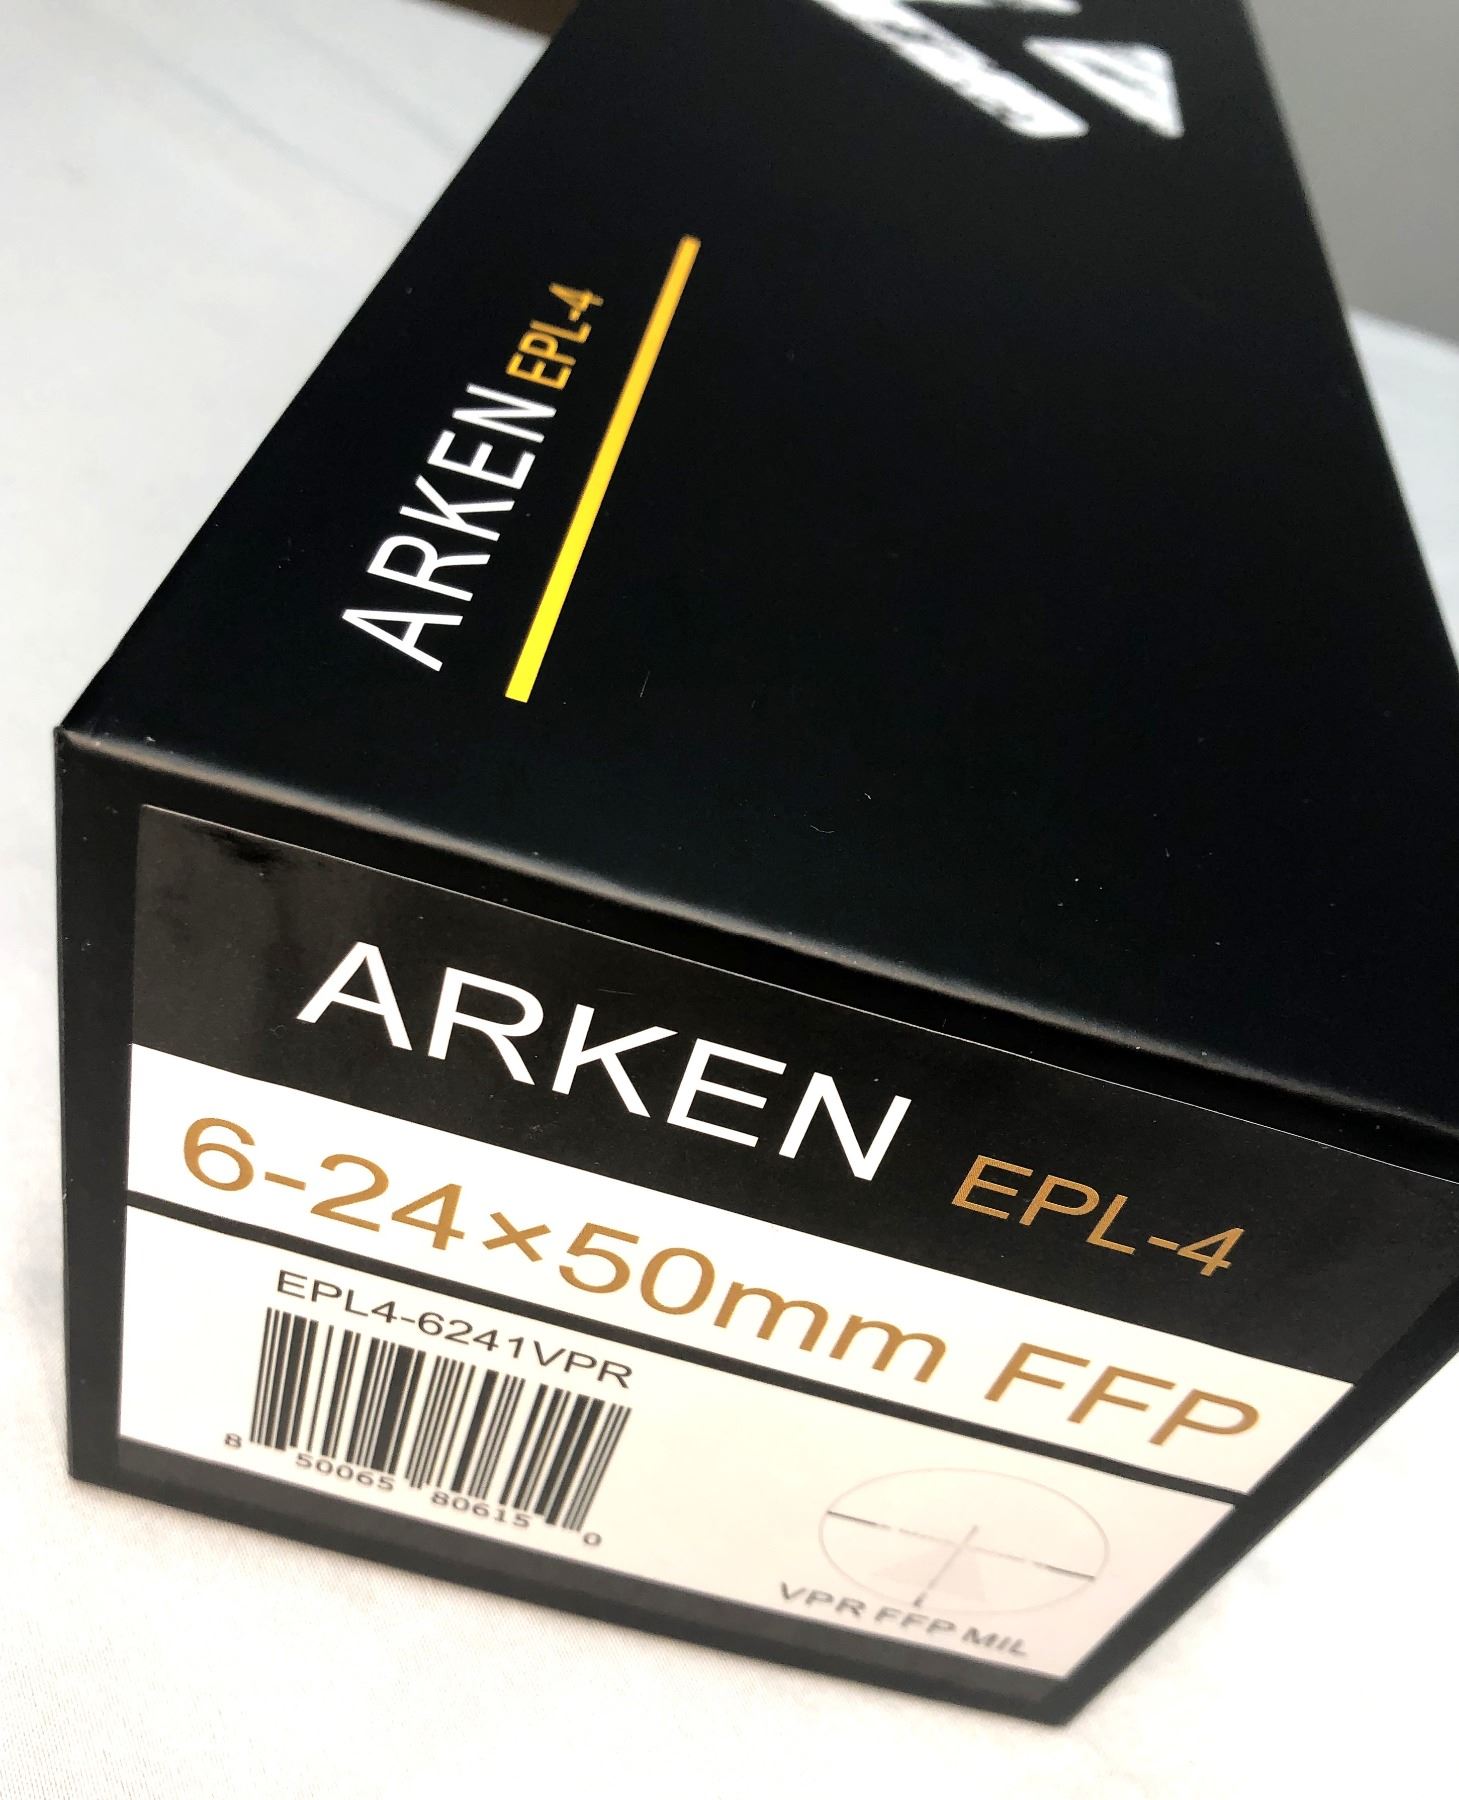 ARKEN EPL-4
ARKEN EPL-4
6-24×50mm FFP
EPL4-6241VPR
8 50065 80615 0
VPR FFP MIL